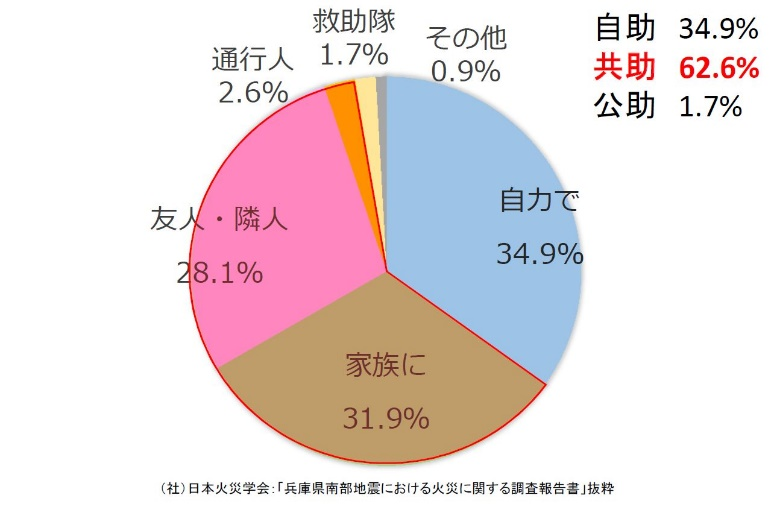 救助隊
1.7%
その他
0.9%
通行人
2.6%
自助 34.9%
共助 62.6%
公助 1.7%
自力で
34.9%
友人・隣人
28.1%
家族に
31.9%
（社）日本火災学会：「兵庫県南部地震における火災に関する調査報告書」抜粋